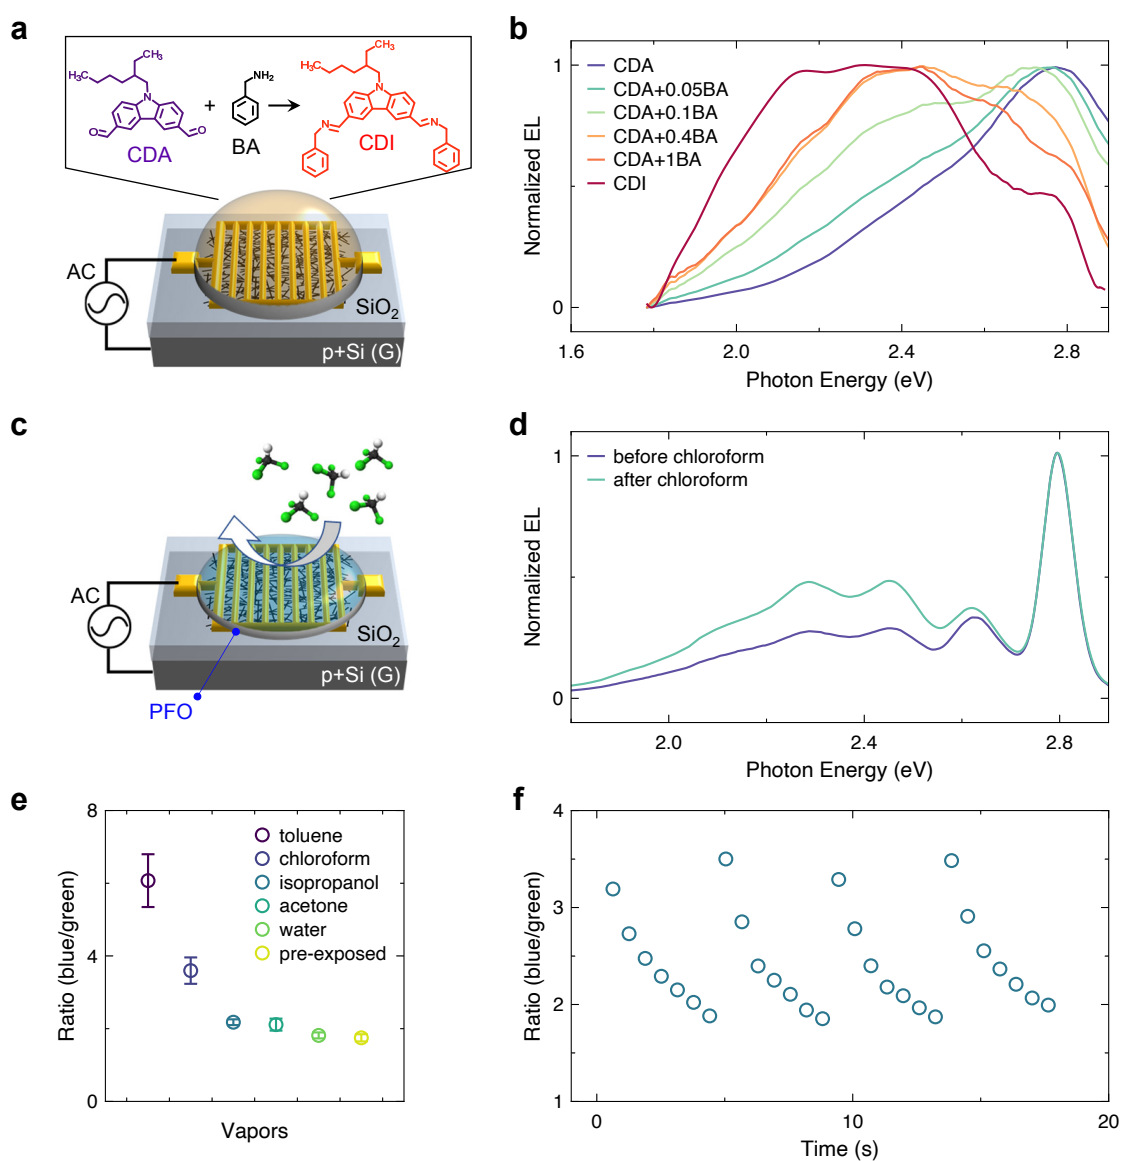 a
CH3
H3C
N
O
O
CDA
+
NH2
BA
CH3
H3C
N
N
N
CDI
AC
SiO2
p+Si (G)
b
Normalized EL
1
0
CDA
CDA+0.05BA
CDA+0.1BA
CDA+0.4BA
CDA+1BA
CDI
1.6 2.0 2.4 2.8
Photon Energy (eV)
c
AC
SiO2
p+Si (G)
PFO
d
Normalized EL
1
0
before chloroform
after chloroform
2.0 2.4 2.8
Photon Energy (eV)
e
Ratio (blue/green)
8
4
0
toluene
chloroform
isopropanol
acetone
water
pre-exposed
Vapors
f
Ratio (blue/green)
4
3
2
1
0 10 20
Time (s)